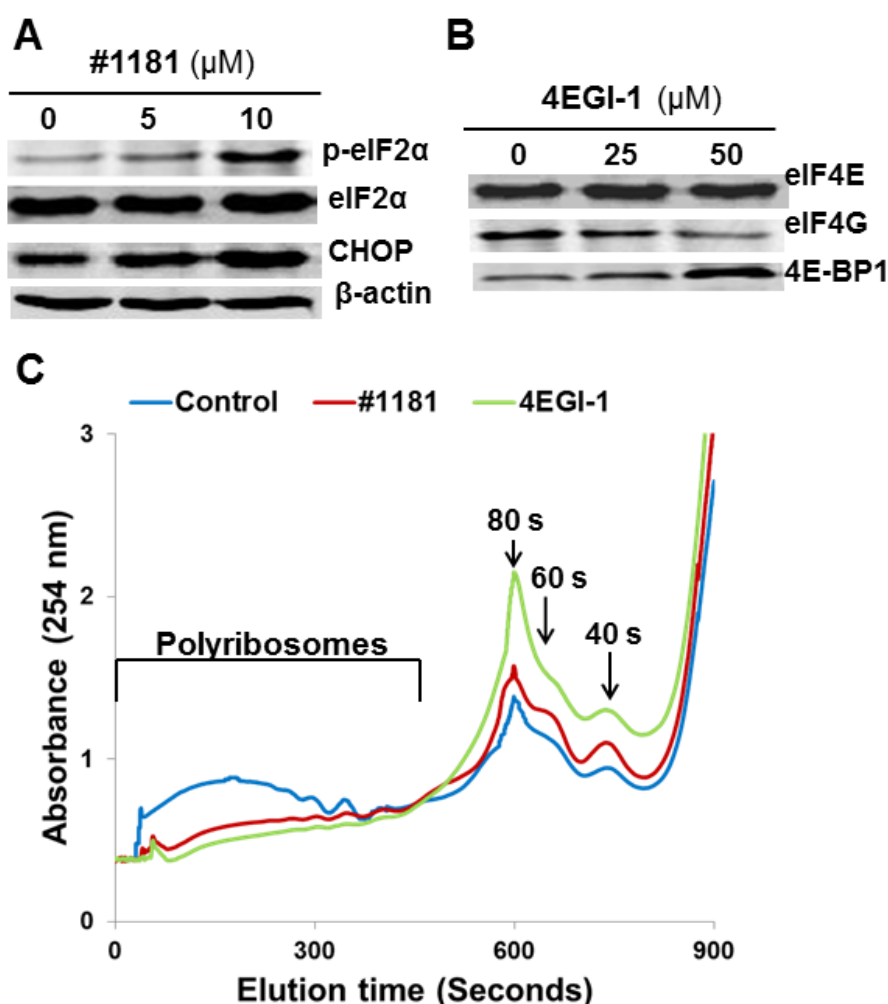 A
#1181 (μM)
0 5 10
p-eIF2α
eIF2α
CHOP
β-actin
B
4EGI-1 (μM)
0 25 50
eIF4E
eIF4G
4E-BP1
C
Control #1181 4EGI-1
3
80 s
60 s
2
40 s
Polyribosomes
1
0
0 300 600 900
Absorbance (254 nm)
Elution time (Seconds)